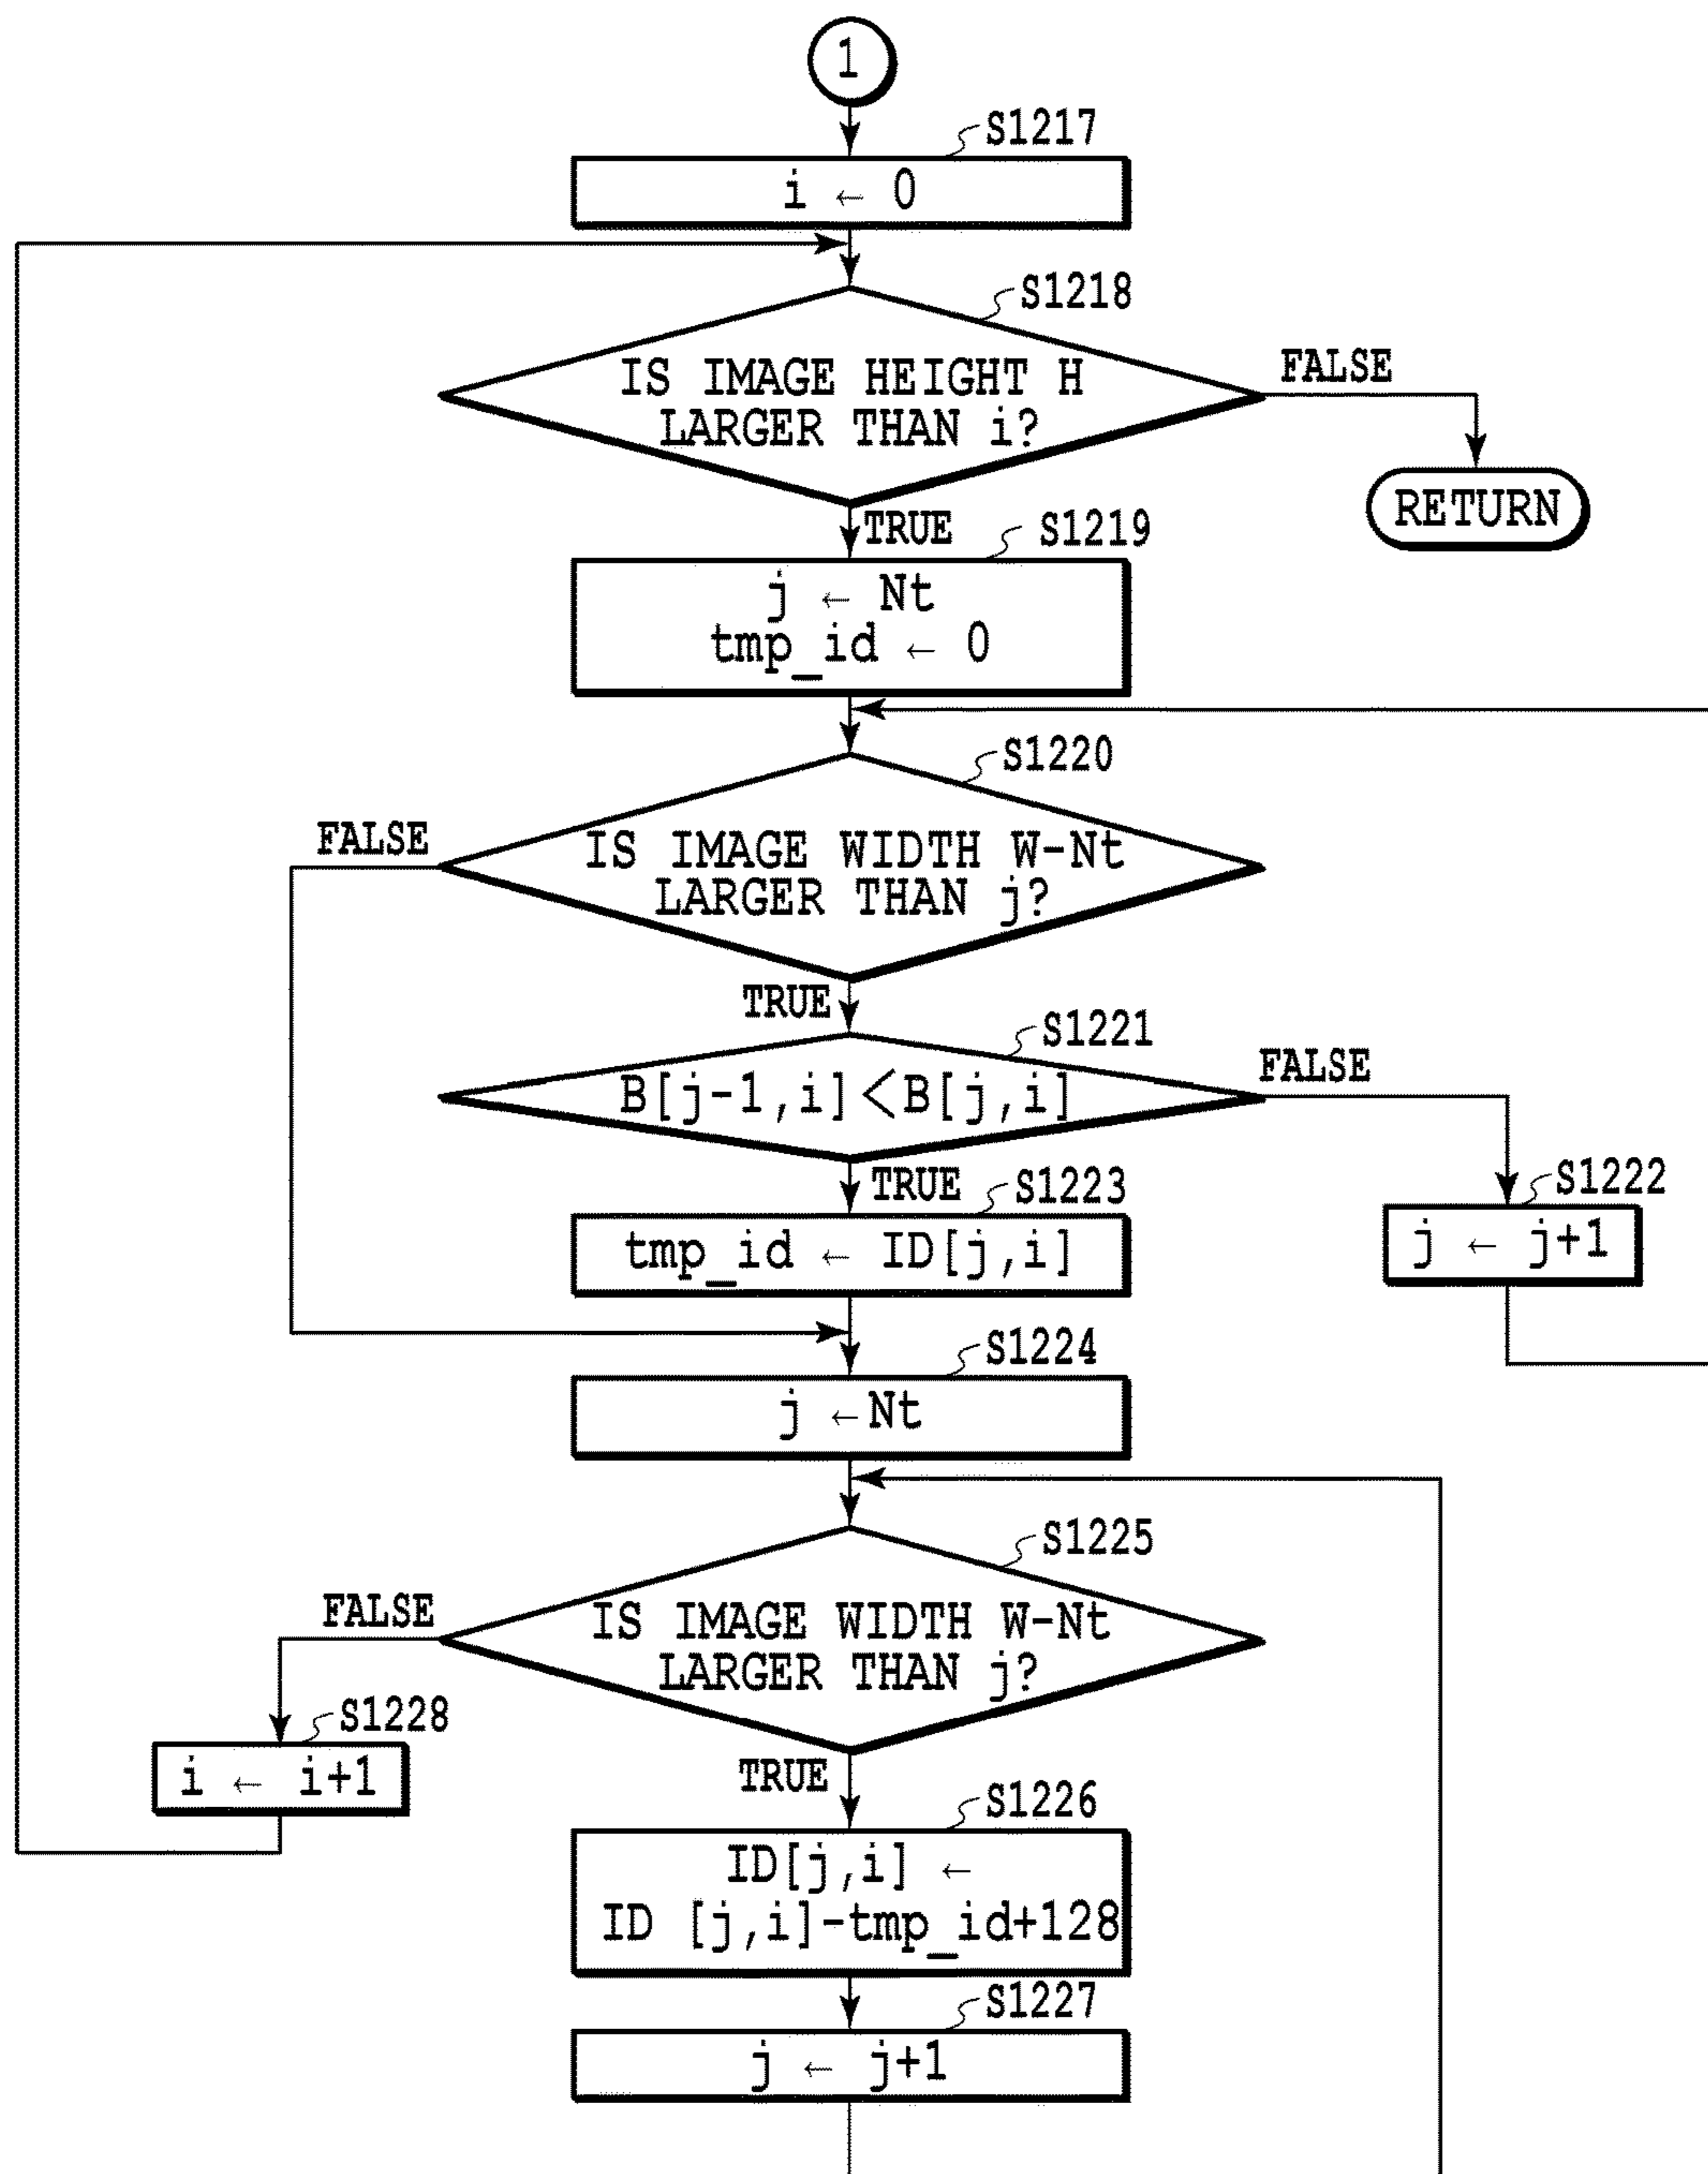 1
S1217
i ← 0
S1218
IS IMAGE HEIGHT H
LARGER THAN i?
FALSE
RETURN
TRUE
S1219
j ← Nt
tmp_id ← 0
S1220
FALSE
IS IMAGE WIDTH W-Nt
LARGER THAN j?
TRUE
S1221
B[j-1,i]<B[j,i]
FALSE
S1222
j ← j+1
TRUE
S1223
tmp_id ← ID[j,i]
S1224
j ←Nt
S1225
FALSE
IS IMAGE WIDTH W-Nt
LARGER THAN j?
S1228
i ← i+1
TRUE
S1226
ID[j,i] ←
ID [j,i]-tmp_id+128
S1227
j ← j+1